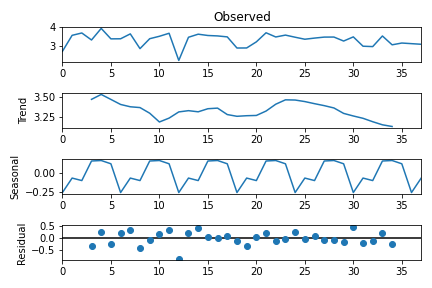 Observed
4
3
0 5 10 15 20 25 30 35
Trend
3.50
3.25
0 5 10 15 20 25 30 35
Seasonal
0.00
−0.25
0 5 10 15 20 25 30 35
Residual
0.5
0.0
−0.5
0 5 10 15 20 25 30 35